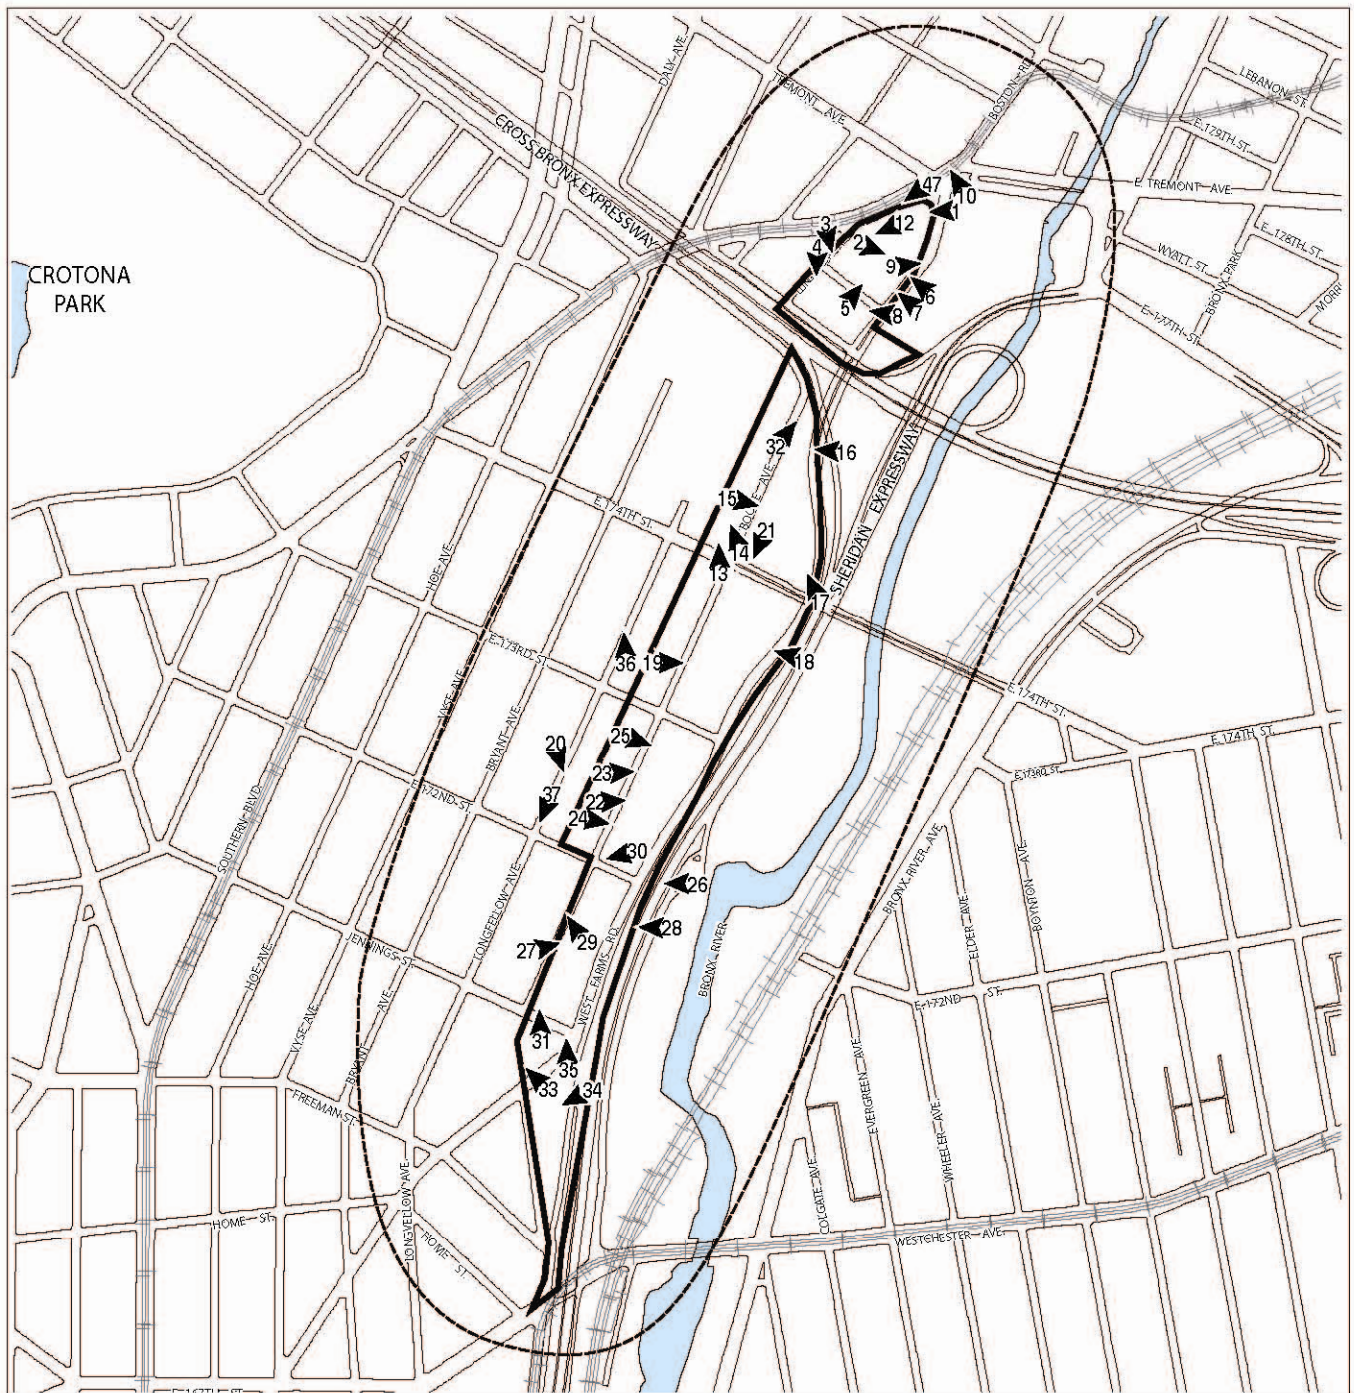 LEBANON ST.
DALY AVE.
TREMONT AVE.
BOSTON RD.
E. 179TH ST.
CROSS BRONX EXPRESSWAY
E. TREMONT AVE.
47
10
1
12
3
2
4
9
E. 178TH ST.
WYATT ST.
BRONX PARK
CROTONA
PARK
5
6
7
8
E. 177TH ST.
32
16
15
E. 174TH ST.
SHERIDAN EXPRESSWAY
21
14
13
HOE AVE.
17
E. 173RD ST.
36
19
18
VYSE AVE.
E. 174TH ST.
BRYANT AVE.
25
20
E. 174TH ST.
23
E. 173RD ST.
37
22
24
E. 172ND ST.
SOUTHERN BLVD.
30
BRONX RIVER AVE.
BOYNTON AVE.
26
LONGFELLOW AVE.
ELDER AVE.
28
29
27
JENNINGS ST.
HOE AVE.
WEST FARMS RD.
BRONX RIVER
E. 172ND ST.
VYSE AVE.
31
BRYANT AVE.
35
33
34
FREEMAN ST.
EVERGREEN AVE.
WHEELER AVE.
COLGATE AVE.
LONGFELLOW AVE.
HOME ST.
HOME ST.
WESTCHESTER AVE.